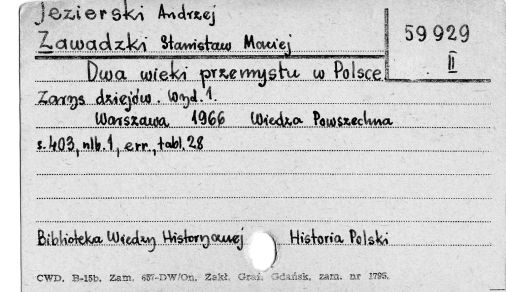 Jezierski Andrzej
59929
Zawadzki Stanisław Maciej
II
Dwa wieki przemysłu w Polsce
Zarys dziejów. Wyd. 1.
Warszawa 1966 Wiedza Powszechna
s. 403, nlb. 1, err., tabl. 28
Biblioteka Wiedzy Historycznej Historia Polski
CWD. B-15b. Zam. 657-DW/On. Zakł. Graf. Gdańsk, zam. nr 1795.